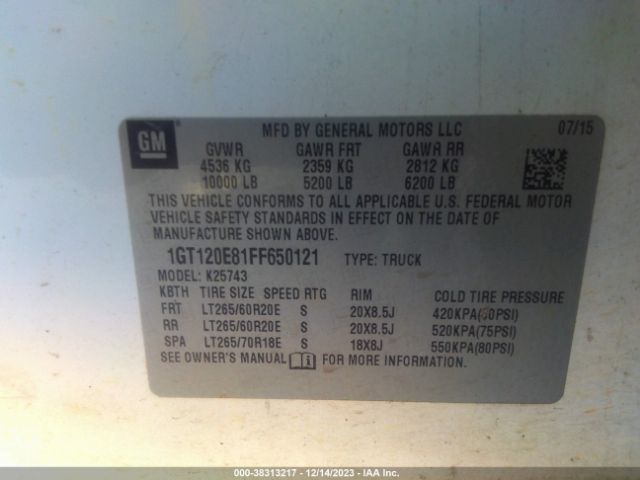 MFD BY GENERAL MOTORS LLC 07/15
GM
GVWR GAWR FRT GAWR RR
4536 KG 2359 KG 2812 KG
10000 LB 5200 LB 6200 LB
THIS VEHICLE CONFORMS TO ALL APPLICABLE U.S. FEDERAL MOTOR
VEHICLE SAFETY STANDARDS IN EFFECT ON THE DATE OF
MANUFACTURE SHOWN ABOVE.
1GT120E81FF650121 TYPE: TRUCK
MODEL: K25743
KBTH TIRE SIZE SPEED RTG RIM COLD TIRE PRESSURE
FRT LT265/60R20E S 20X8.5J 420KPA(60PSI)
RR LT265/60R20E S 20X8.5J 520KPA(75PSI)
SPA LT265/70R18E S 18X8J 550KPA(80PSI)
SEE OWNER'S MANUAL i FOR MORE INFORMATION.
000-38313217 - 12/14/2023 - IAA Inc.